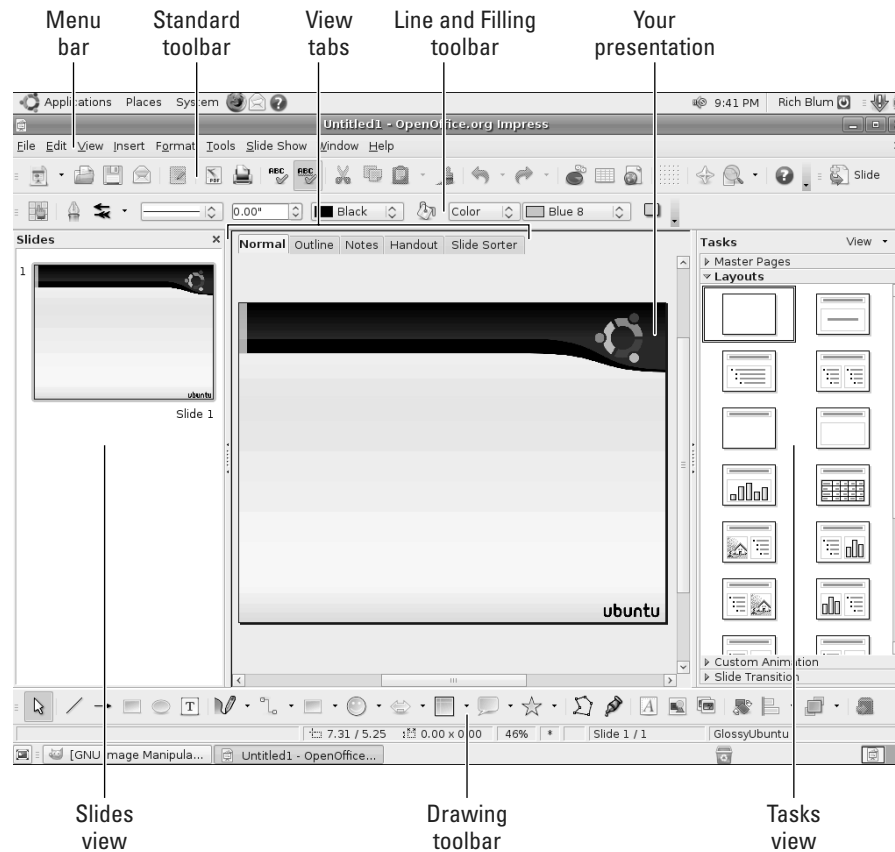 Menu bar
Standard toolbar
View tabs
Line and Filling toolbar
Your presentation
Applications Places System
9:41 PM Rich Blum
Untitled1 - OpenOffice.org Impress
File Edit View Insert Format Tools Slide Show Window Help
PDF ABC ABC Slide
0.00" Black Color Blue 8
Slides
Normal Outline Notes Handout Slide Sorter
Tasks View
Master Pages
Layouts
1
ubuntu
Slide 1
ubuntu
Custom Animation
Slide Transition
T A
7.31 / 5.25 0.00 x 0.00 46% * Slide 1 / 1 GlossyUbuntu
[GNU Image Manipula... Untitled1 - OpenOffice...
Slides view
Drawing toolbar
Tasks view